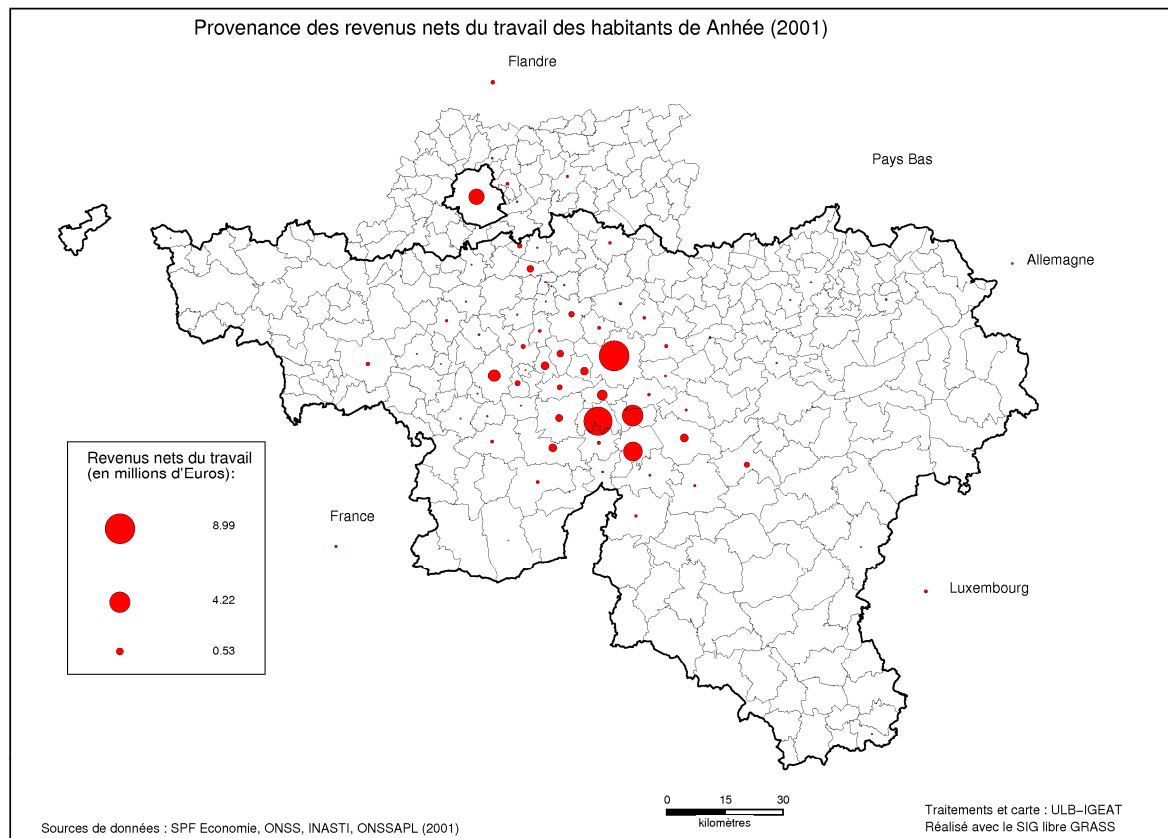 Provenance des revenus nets du travail des habitants de Anhée (2001)
Flandre
Pays Bas
Allemagne
Revenus nets du travail
(en millions d'Euros):
8.99
4.22
0.53
France
Luxembourg
0 15 30
kilomètres
Sources de données : SPF Economie, ONSS, INASTI, ONSSAPL (2001)
Traitements et carte : ULB−IGEAT
Réalisé avec le SIG libre GRASS